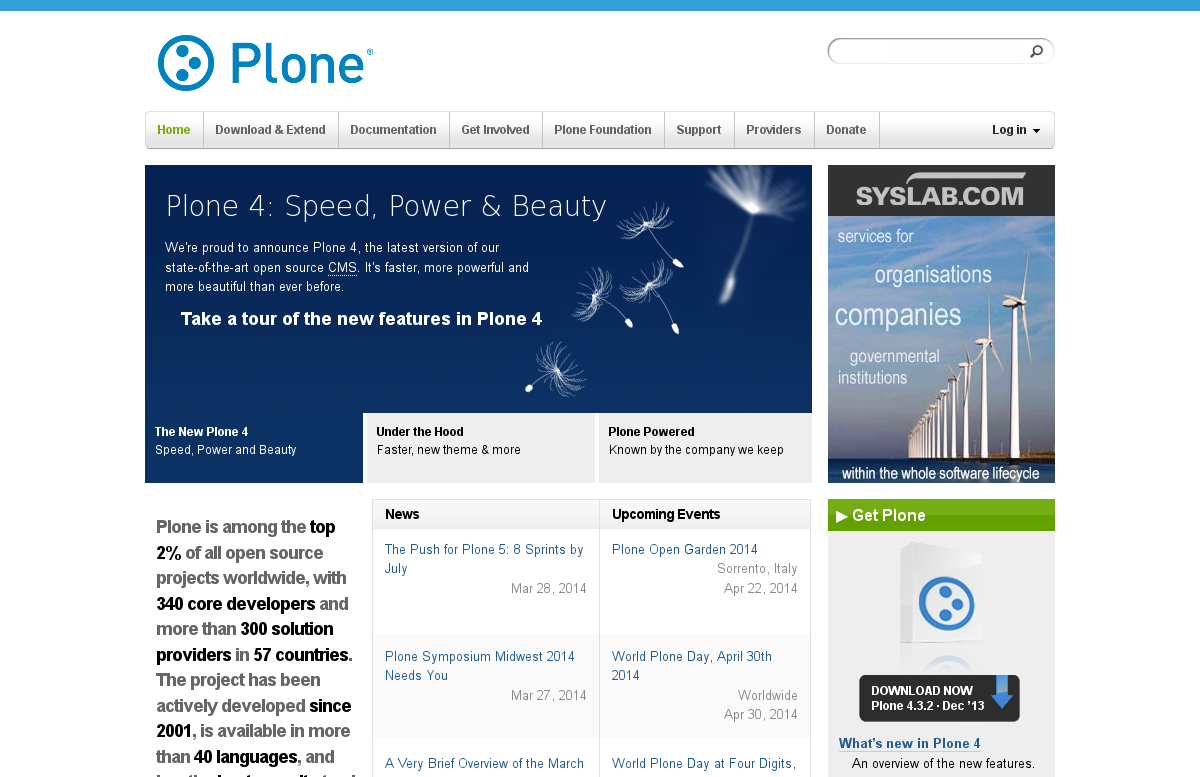 Plone®
Home
Download & Extend
Documentation
Get Involved
Plone Foundation
Support
Providers
Donate
Log in
Plone 4: Speed, Power & Beauty
We're proud to announce Plone 4, the latest version of our
state-of-the-art open source CMS. It's faster, more powerful and
more beautiful than ever before.
Take a tour of the new features in Plone 4
The New Plone 4
Speed, Power and Beauty
Under the Hood
Faster, new theme & more
Plone Powered
Known by the company we keep
SYSLAB.COM
services for
organisations
companies
governmental
institutions
within the whole software lifecycle
Plone is among the top
2% of all open source
projects worldwide, with
340 core developers and
more than 300 solution
providers in 57 countries.
The project has been
actively developed since
2001, is available in more
than 40 languages, and
News
The Push for Plone 5: 8 Sprints by
July
Mar 28, 2014
Plone Symposium Midwest 2014
Needs You
Mar 27, 2014
A Very Brief Overview of the March
Upcoming Events
Plone Open Garden 2014
Sorrento, Italy
Apr 22, 2014
World Plone Day, April 30th
2014
Worldwide
Apr 30, 2014
World Plone Day at Four Digits,
Get Plone
DOWNLOAD NOW
Plone 4.3.2 · Dec '13
What's new in Plone 4
An overview of the new features.